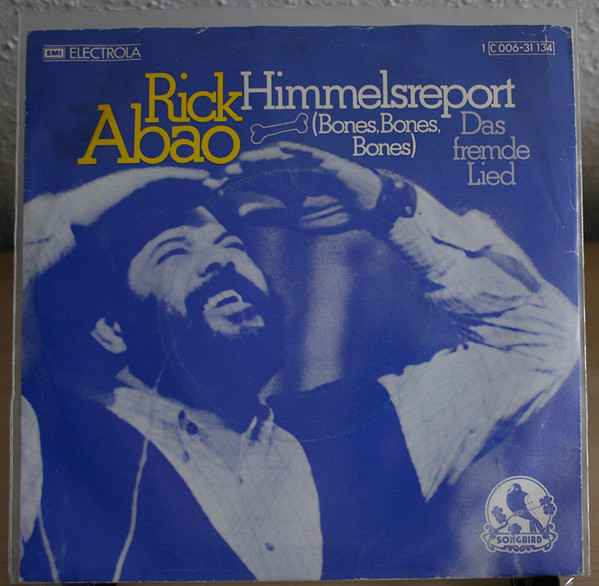 EMI ELECTROLA
1 C 006-31 134
Rick
Abao
Himmelsreport
(Bones, Bones,
Bones)
Das
fremde
Lied
SONGBIRD